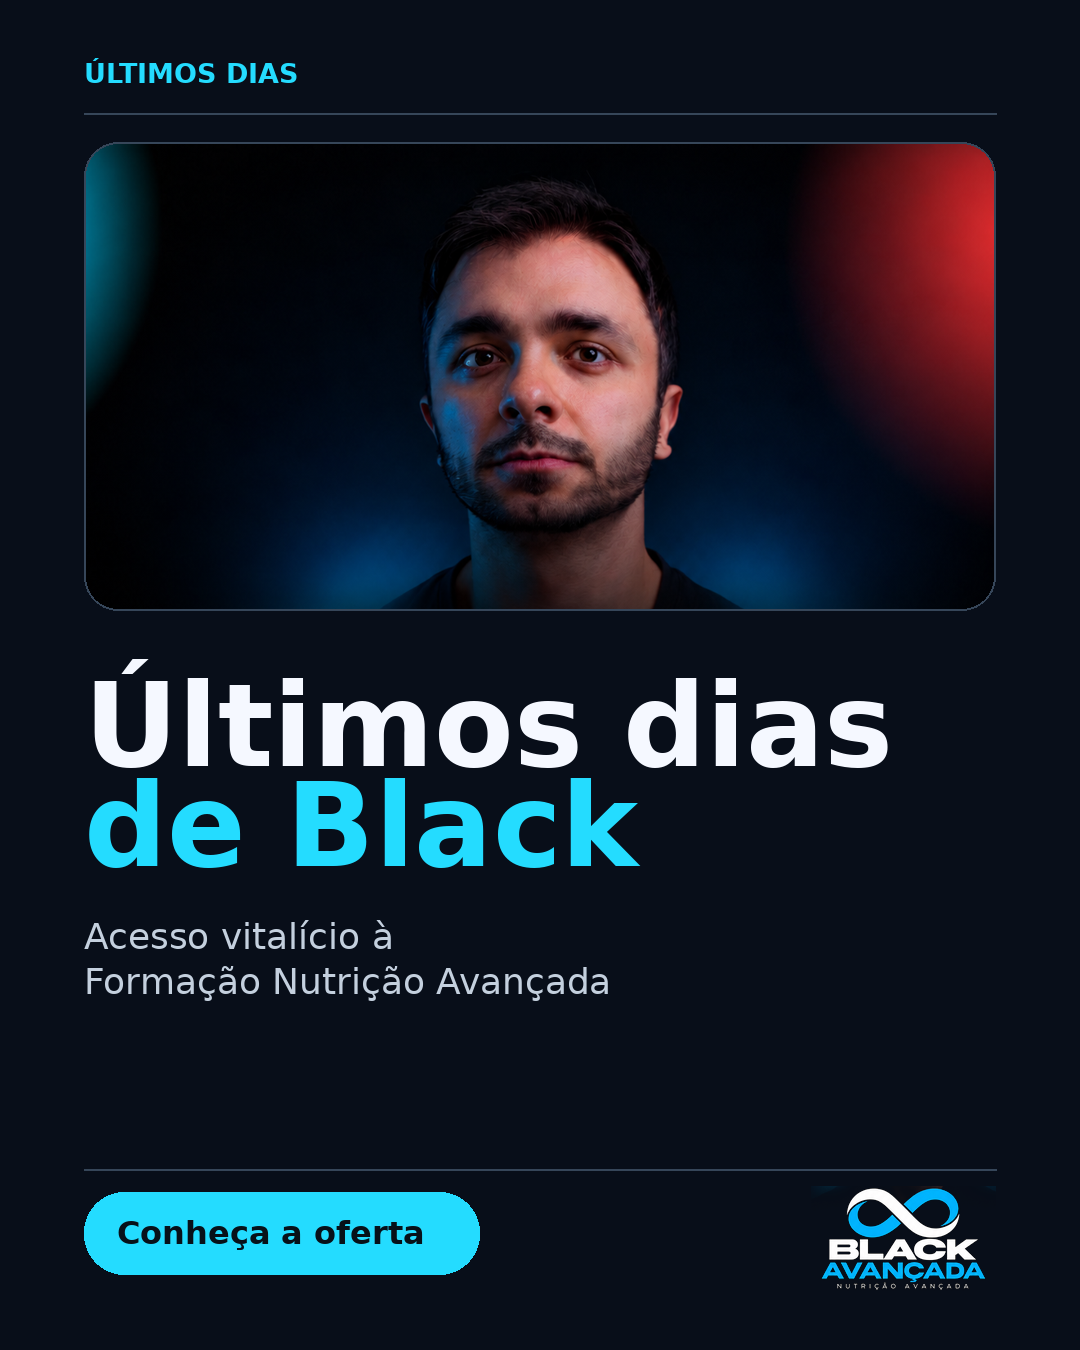 ÚLTIMOS DIAS
Últimos dias
de Black
Acesso vitalício à
Formação Nutrição Avançada
Conheça a oferta
BLACK
AVANÇADA
NUTRIÇÃO AVANÇADA